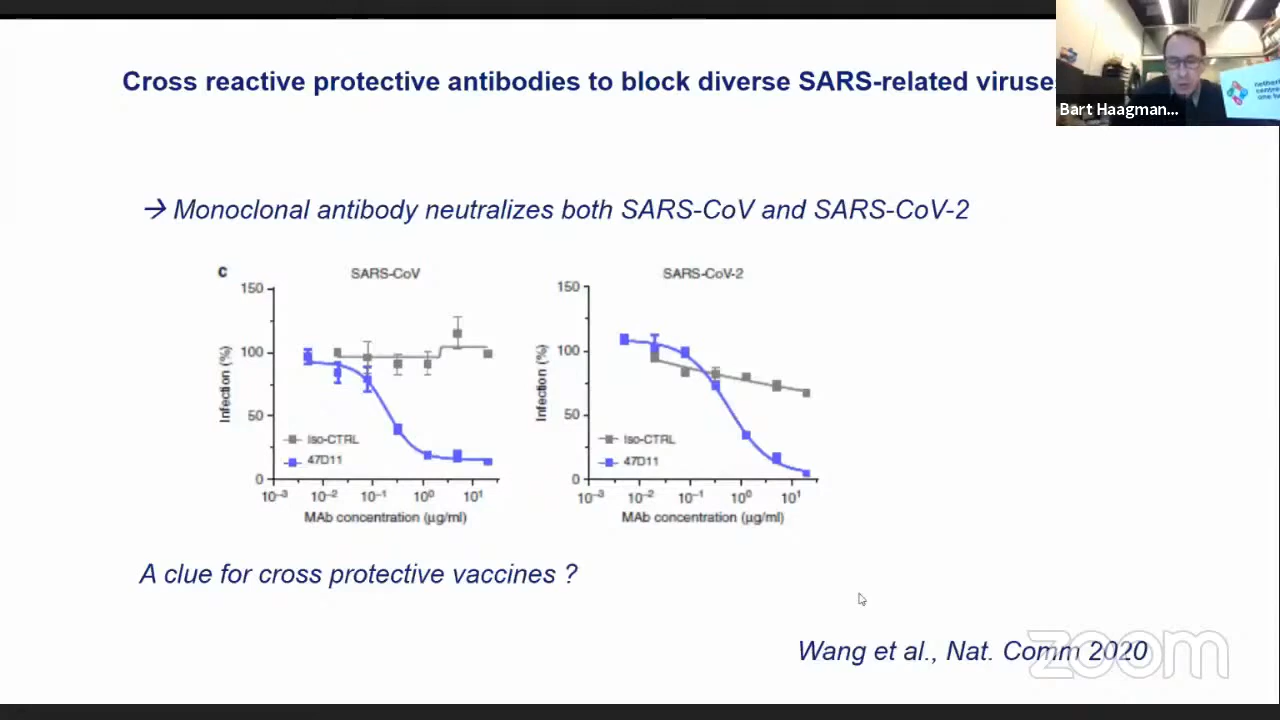 Cross reactive protective antibodies to block diverse SARS-related viruses
Bart Haagman...
→ Monoclonal antibody neutralizes both SARS-CoV and SARS-CoV-2
c
SARS-CoV
150
100
50
0
Infection (%)
Iso-CTRL
47D11
10⁻³ 10⁻² 10⁻¹ 10⁰ 10¹
MAb concentration (µg/ml)
SARS-CoV-2
150
100
50
0
Infection (%)
Iso-CTRL
47D11
10⁻³ 10⁻² 10⁻¹ 10⁰ 10¹
MAb concentration (µg/ml)
A clue for cross protective vaccines ?
Wang et al., Nat. Comm 2020
zoom